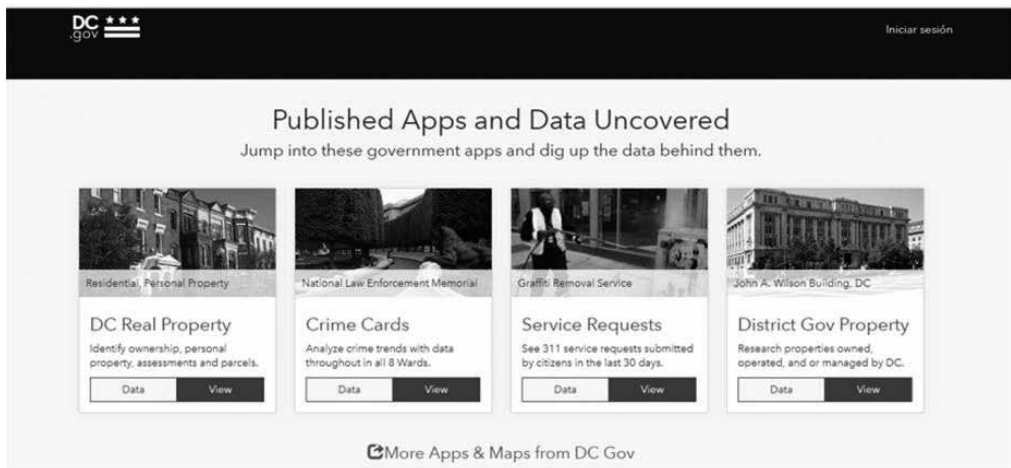 DC
.gov
Iniciar sesión
Published Apps and Data Uncovered
Jump into these government apps and dig up the data behind them.
Residential, Personal Property
DC Real Property
Identify ownership, personal
property, assessments and parcels.
Data View
National Law Enforcement Memorial
Crime Cards
Analyze crime trends with data
throughout in all 8 Wards.
Data View
Graffiti Removal Service
Service Requests
See 311 service requests submitted
by citizens in the last 30 days.
Data View
John A. Wilson Building, DC
District Gov Property
Research properties owned,
operated, and or managed by DC.
Data View
More Apps & Maps from DC Gov